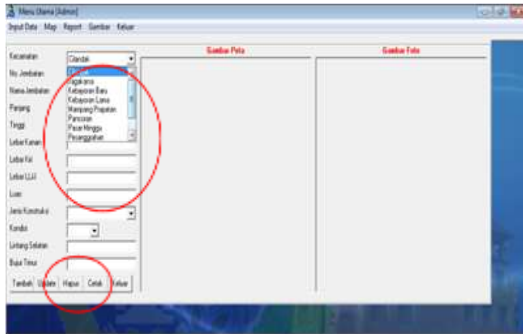 Menu Utama [Admin]
Input Data Map Report Gambar Keluar
Kecamatan
Cilandak
Gambar Peta
Gambar Foto
No. Jembatan
Jagakarsa
Nama Jembatan
Kebayoran Baru
Kebayoran Lama
Panjang
Mampang Prapatan
Pancoran
Tinggi
Pasar Minggu
Pesanggrahan
Lebar Kanan
Lebar Kiri
Lebar LLAJ
Luas
Jenis Konstruksi
Kondisi
Lintang Selatan
Bujur Timur
Tambah Update Hapus Cetak Keluar